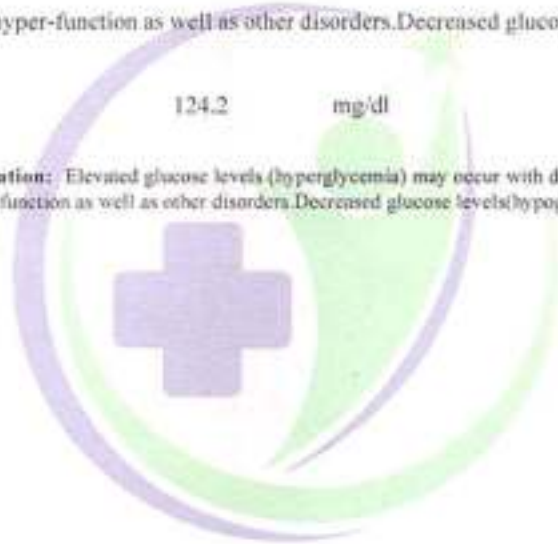 hyper-function as well as other disorders.Decreased gluco
124.2 mg/dl
ation: Elevated glucose levels (hyperglycemia) may occur with d
function as well as other disorders.Decreased glucose levels(hypog